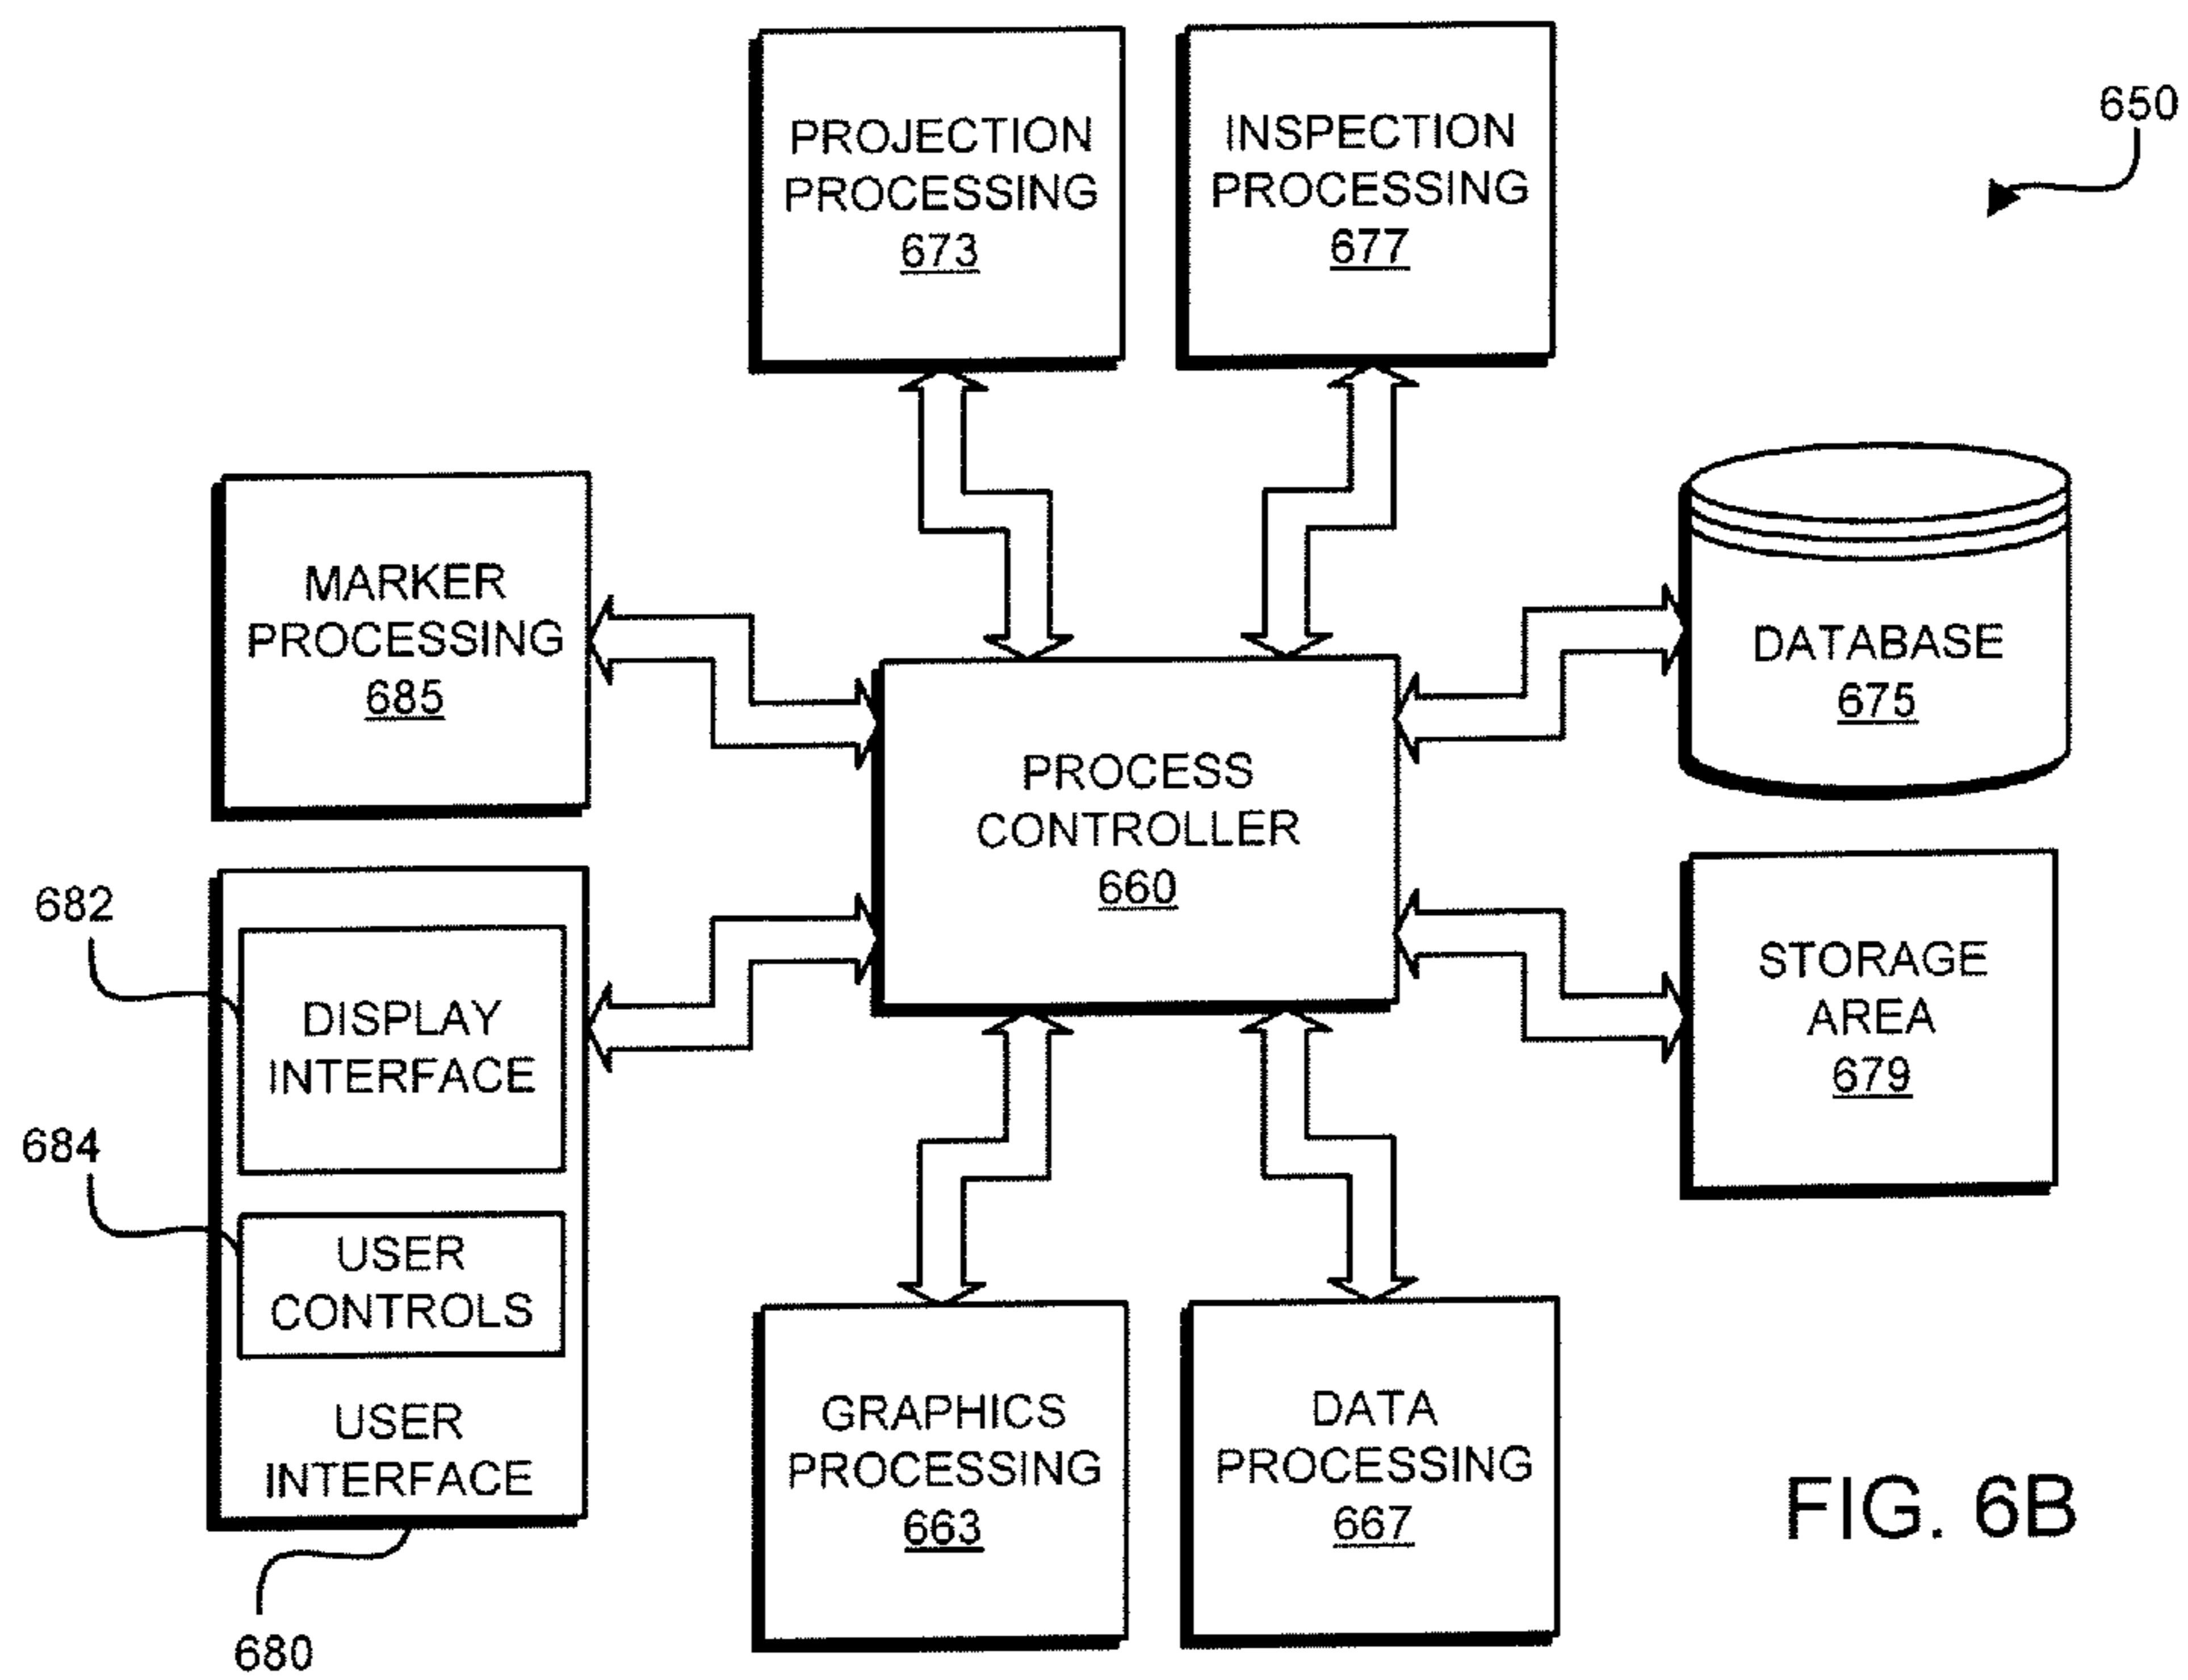 PROJECTION
PROCESSING
673
INSPECTION
PROCESSING
677
650
MARKER
PROCESSING
685
DATABASE
675
PROCESS
CONTROLLER
660
682
DISPLAY
INTERFACE
684
USER
CONTROLS
USER
INTERFACE
680
STORAGE
AREA
679
GRAPHICS
PROCESSING
663
DATA
PROCESSING
667
FIG. 6B